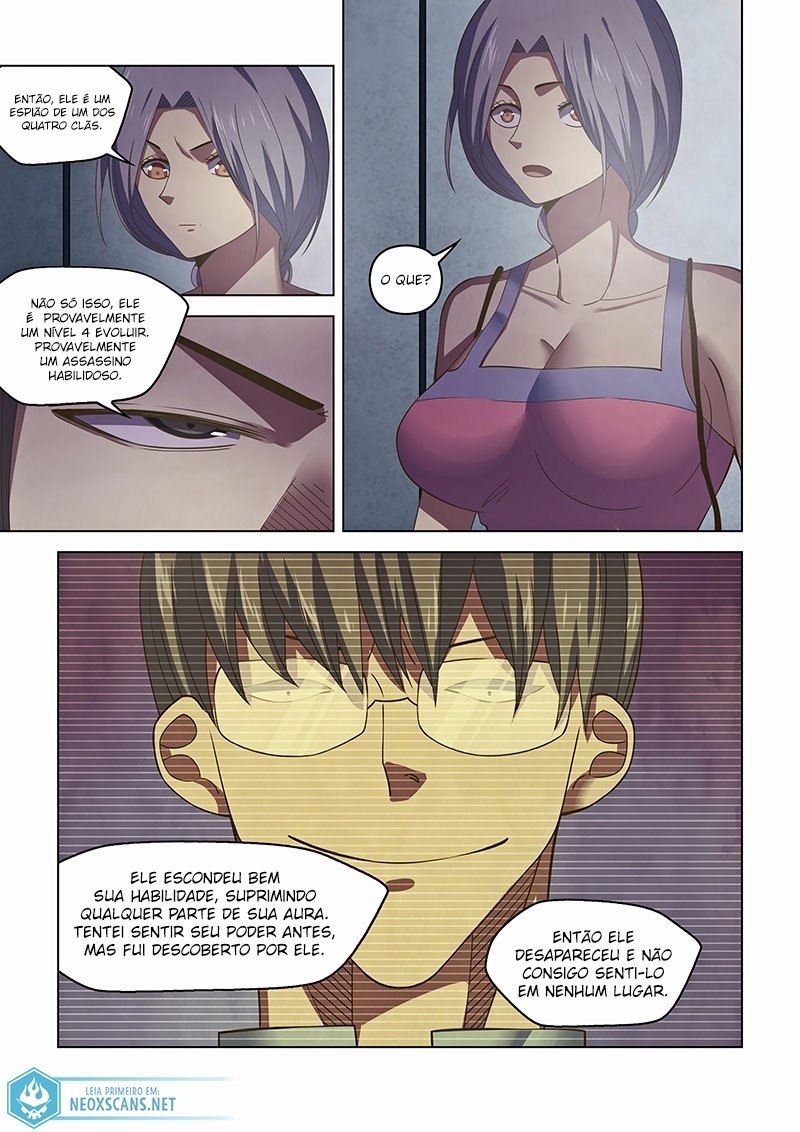 O QUE?
ENTÃO, ELE É UM
ESPIÃO DE UM DOS
QUATRO CLÃS.
NÃO SÓ ISSO, ELE
É PROVAVELMENTE
UM NÍVEL 4 EVOLUIR.
PROVAVELMENTE
UM ASSASSINO
HABILIDOSO.
ELE ESCONDEU BEM
SUA HABILIDADE, SUPRIMINDO
QUALQUER PARTE DE SUA AURA.
TENTEI SENTIR SEU PODER ANTES,
MAS FUI DESCOBERTO POR ELE.
ENTÃO ELE
DESAPARECEU E NÃO
CONSIGO SENTI-LO
EM NENHUM LUGAR.
LEIA PRIMEIRO EM:
NEOXSCANS.NET